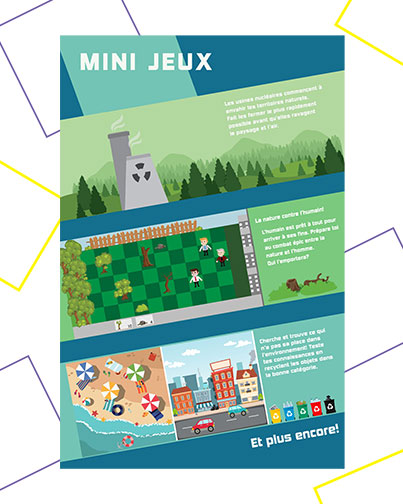 MINI JEUX
Les usines nucléaires commencent à
envahir les territoires naturels.
Fait les fermer le plus rapidement
possible avant qu'elles ravagent
le paysage et l'air.
La nature contre l'humain!
L'humain est prêt à tout pour
arriver à ses fins. Prépare toi
au combat épic entre la
nature et l'homme.
Qui l'emportera?
Cherche et trouve ce qui
n'a pas sa place dans
l'environnement! Teste
tes connaissances en
recyclant les objets dans
la bonne catégorie.
Et plus encore!